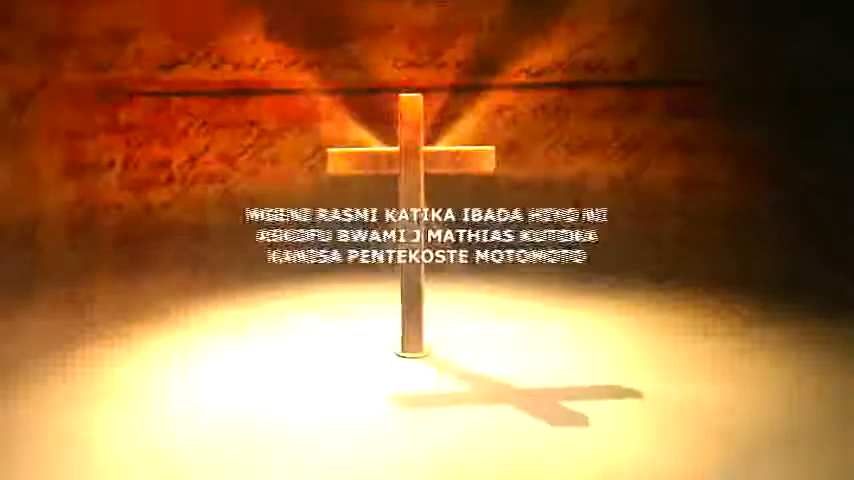 MGENI RASMI KATIKA IBADA HIYO NI
ASKOFU BWAMI J MATHIAS KUTOKA
KANISA PENTEKOSTE MOTOMOTO